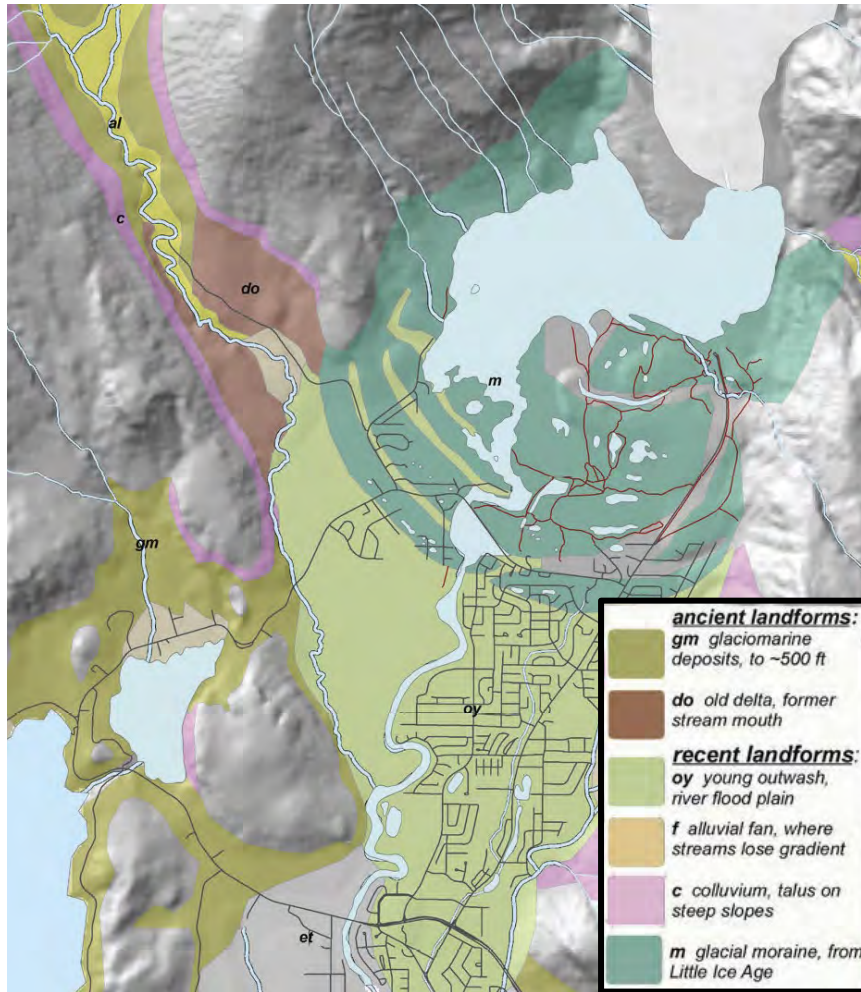 al
c
do
m
gm
oy
et
ancient landforms:
gm glaciomarine
deposits, to ~500 ft
do old delta, former
stream mouth
recent landforms:
oy young outwash,
river flood plain
f alluvial fan, where
streams lose gradient
c colluvium, talus on
steep slopes
m glacial moraine, from
Little Ice Age